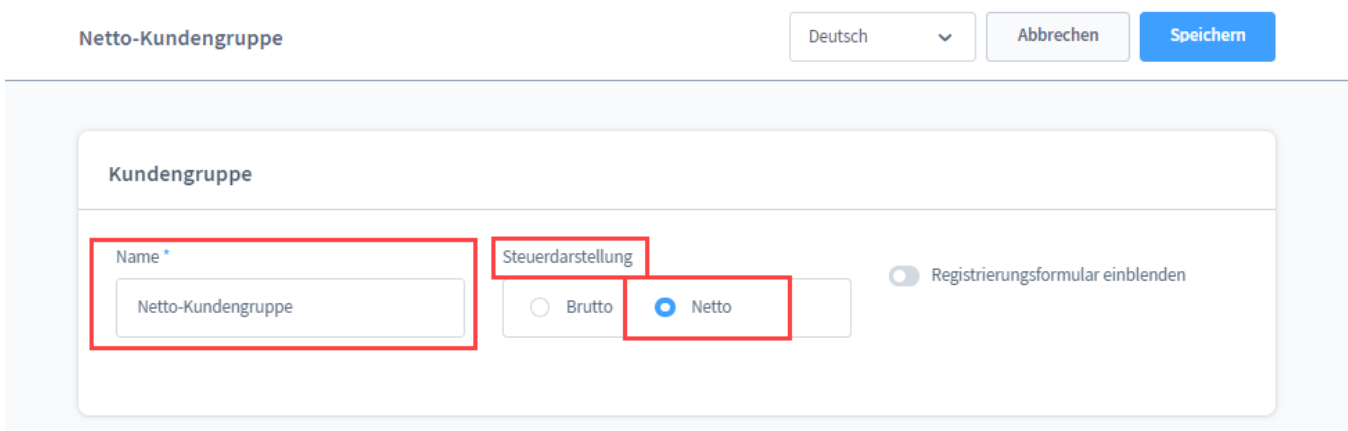 Netto-Kundengruppe
Deutsch
Abbrechen
Speichern
Kundengruppe
Name *
Steuerdarstellung
Registrierungsformular einblenden
Netto-Kundengruppe
Brutto
Netto